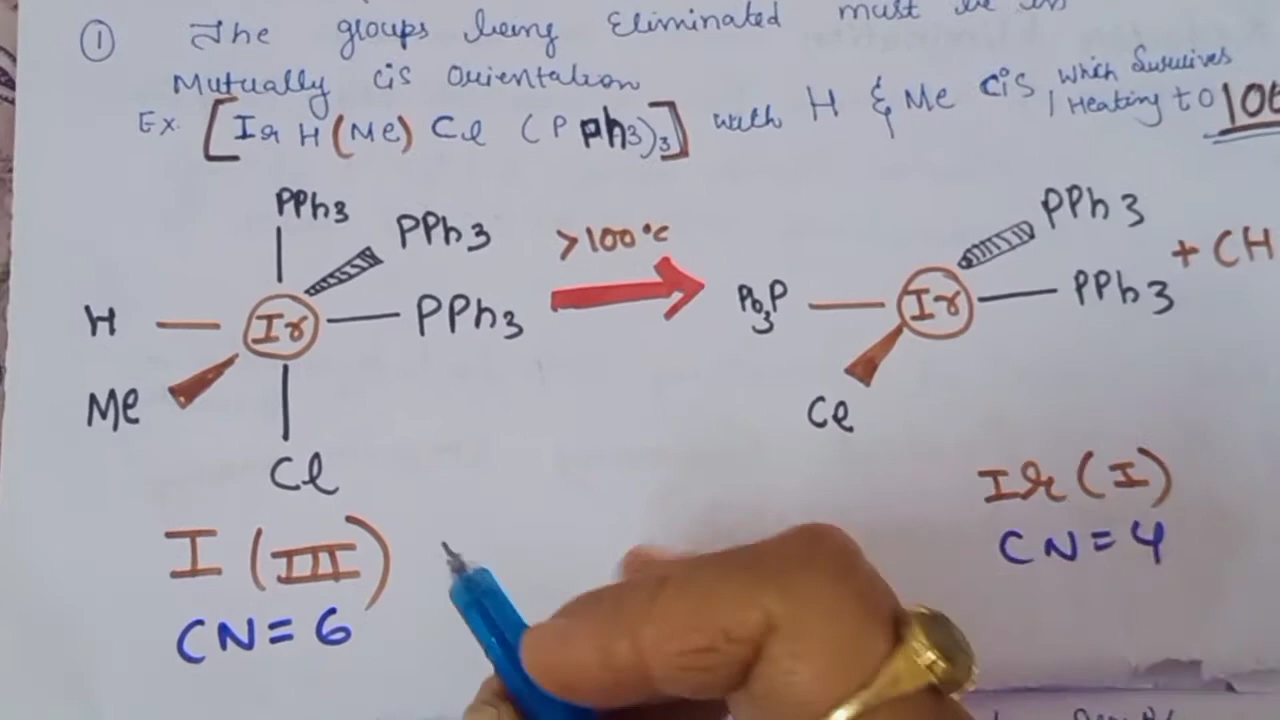 ① The groups being Eliminated must be in
Mutually cis Orientation
Ex. [Ir H (Me) Cl (P Ph3)3] with H & Me Cis which Survives
/ Heating to 100
PPh3
PPh3
H Ir PPh3
Me
Cl
>100°C
PPh3
Ph3P Ir PPh3
Cl
+ CH
I (III)
CN = 6
Ir (I)
CN = 4